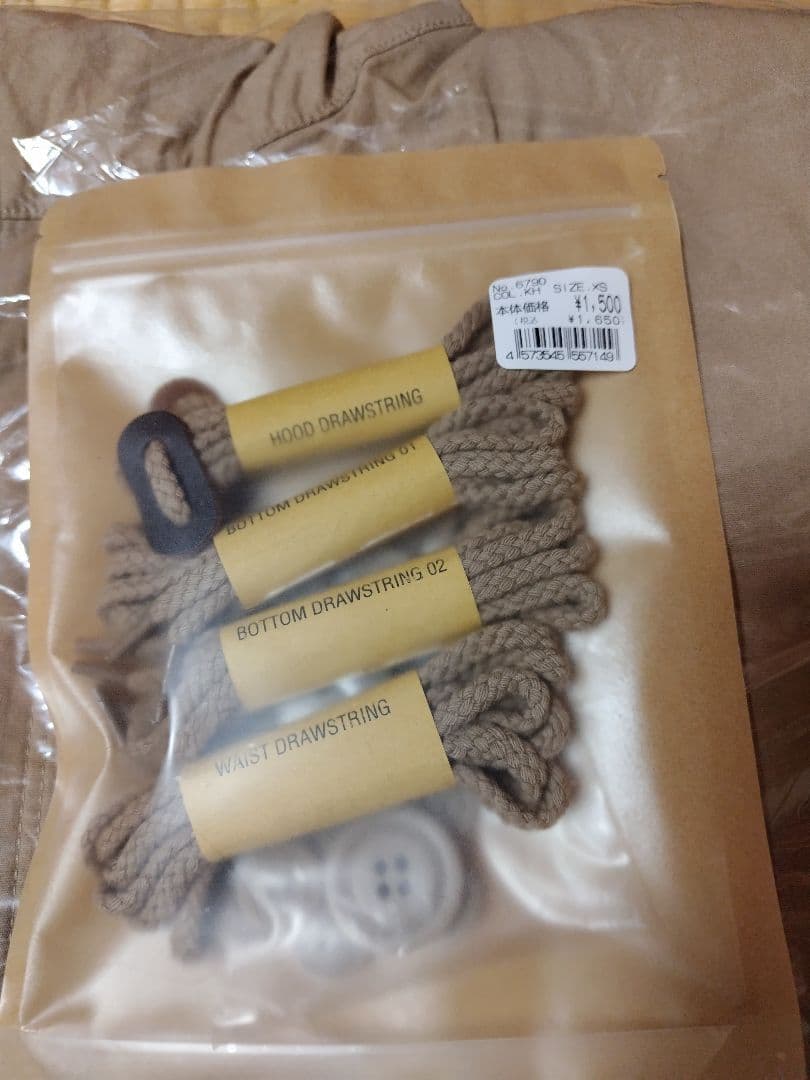 No.6790
COL.KH SIZE.XS
本体価格 ¥1,500
(税込 ¥1,650)
4 573545 557149
HOOD DRAWSTRING
BOTTOM DRAWSTRING 01
BOTTOM DRAWSTRING 02
WAIST DRAWSTRING